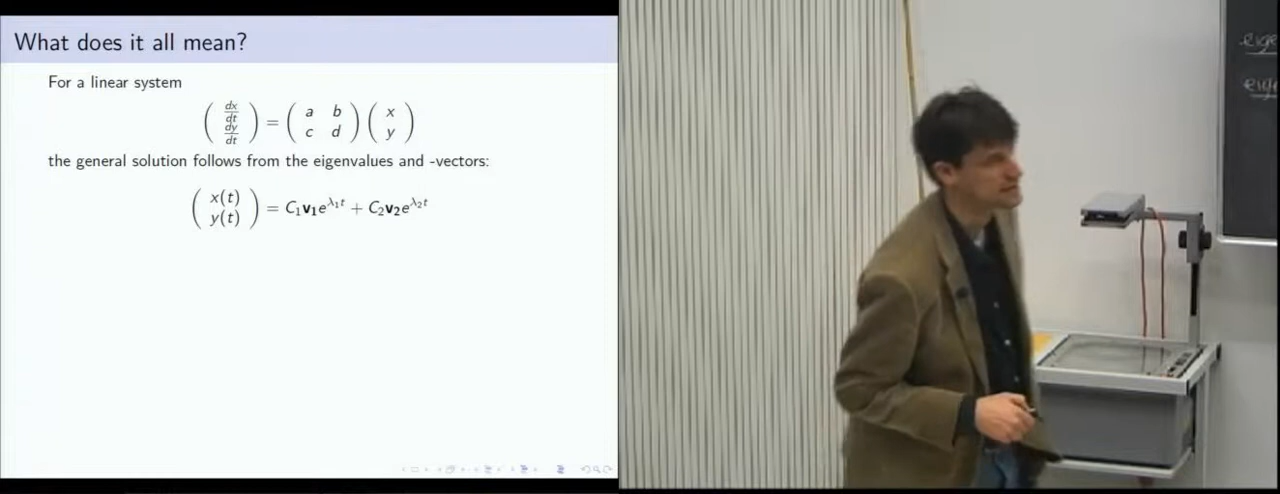 What does it all mean?
For a linear system
( dx/dt dy/dt ) = ( a b c d ) ( x y )
the general solution follows from the eigenvalues and -vectors:
( x(t) y(t) ) = C₁v₁e^{λ₁t} + C₂v₂e^{λ₂t}